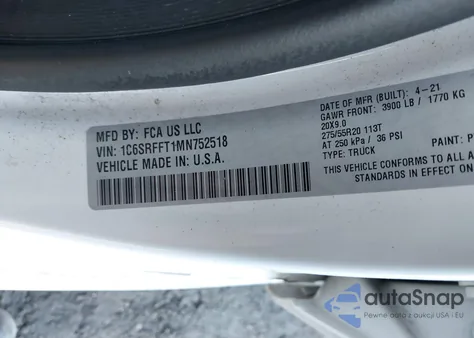 MFD BY: FCA US LLC
VIN: 1C6SRFFT1MN752518
VEHICLE MADE IN U.S.A.
DATE OF MFR (BUILT): 4-21
GAWR FRONT: 3900 LB / 1770 KG
20X9.0
275/55R20 113T
AT 250 kPa / 36 PSI
TYPE: TRUCK
THIS VEHICLE CONFORMS TO ALL A
STANDARDS IN EFFECT ON
autoSnap
Pewne auta z aukcji USA i EU